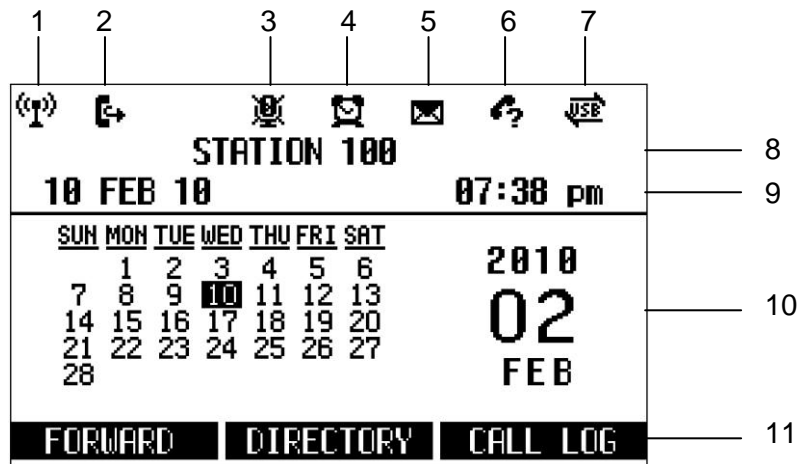 1 2 3 4 5 6 7
USB
STATION 100 8
10 FEB 10 07:38 pm 9
SUN MON TUE WED THU FRI SAT
1 2 3 4 5 6
7 8 9 10 11 12 13
14 15 16 17 18 19 20
21 22 23 24 25 26 27
28
2010
02
FEB
10
FORWARD DIRECTORY CALL LOG 11